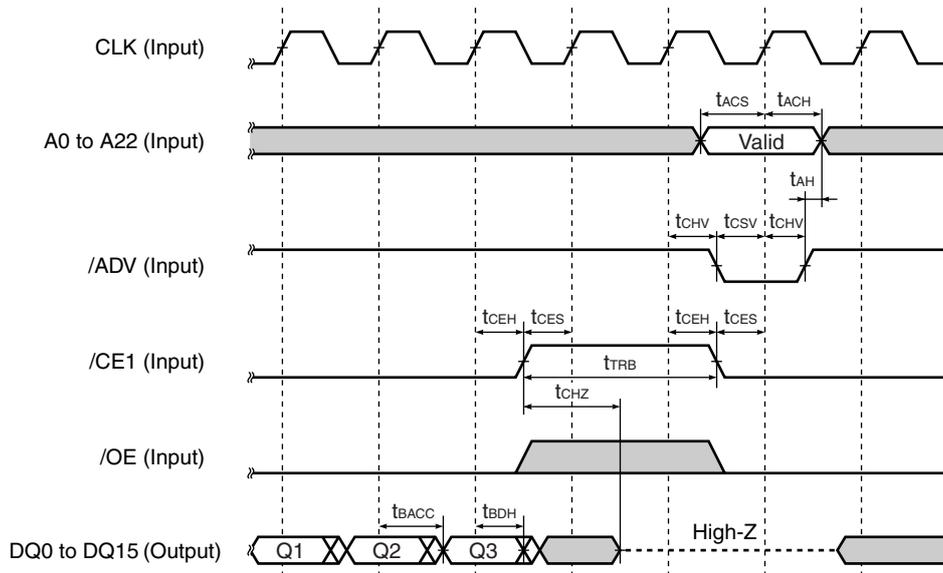 CLK (Input)
tACS tACH
A0 to A22 (Input)
Valid
tAH
tCHV tCSV tCHV
/ADV (Input)
tCEH tCES tCEH tCES
/CE1 (Input)
tTRB
tCHZ
/OE (Input)
tBACC tBDH
High-Z
DQ0 to DQ15 (Output)
Q1 Q2 Q3